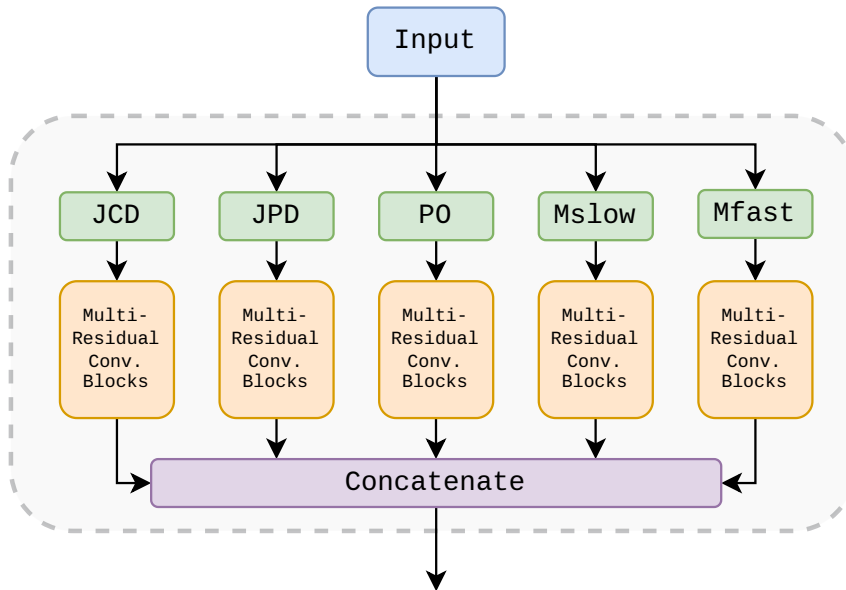 Input
JCD
JPD
PO
Mslow
Mfast
Multi-
Residual
Conv.
Blocks
Multi-
Residual
Conv.
Blocks
Multi-
Residual
Conv.
Blocks
Multi-
Residual
Conv.
Blocks
Multi-
Residual
Conv.
Blocks
Concatenate